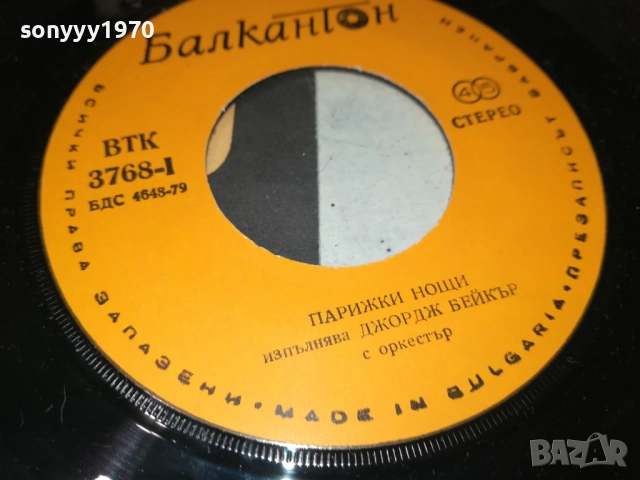 sonyyy1970
Балкантон
ВТК
3768-I
БДС 4648-79
45
СТЕРЕО
ПАРИЖКИ НОЩИ
изпълнява ДЖОРДЖ БЕЙКЪР
с оркестър
ВСИЧКИ ПРАВА ЗАПАЗЕНИ • MADE IN BULGARIA • ПРЕЗАПИСЪТ ЗАБРАНЕН
BAZAR